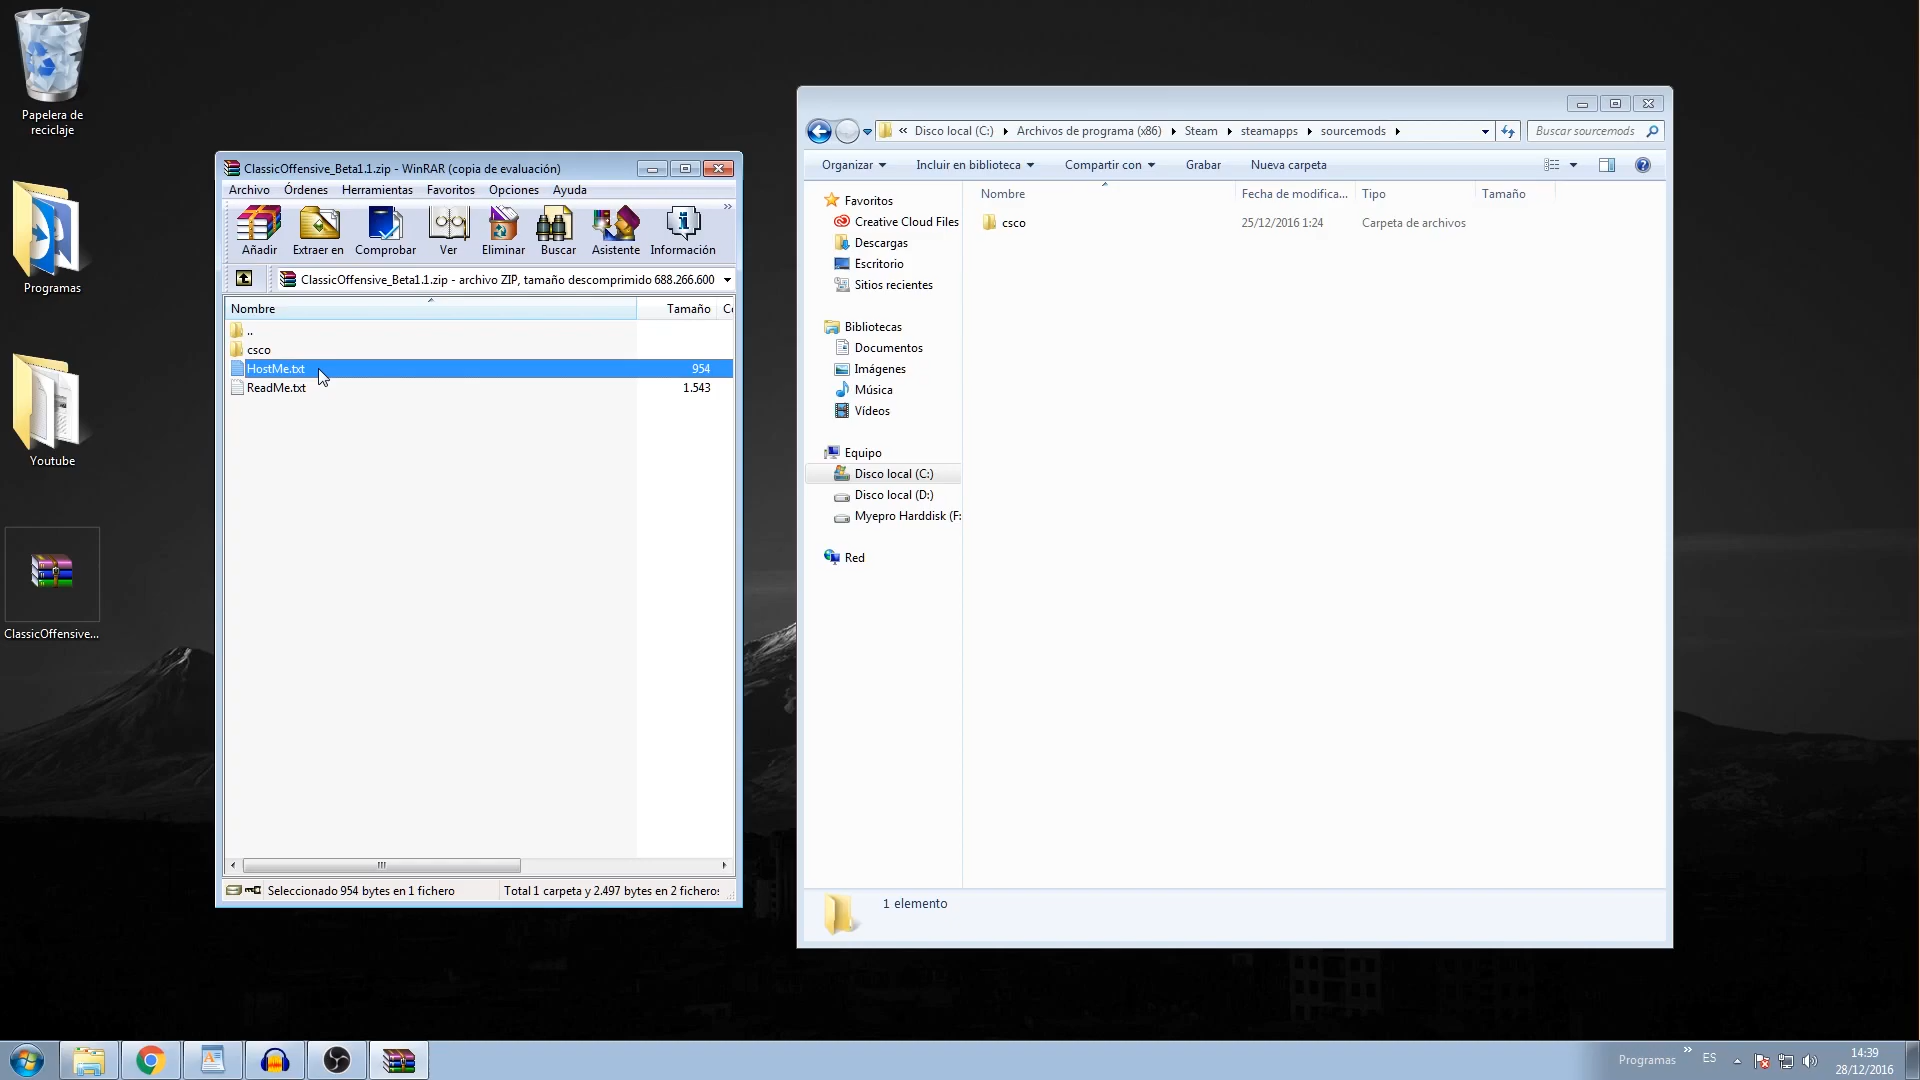 Papelera de
reciclaje
Programas
Youtube
ClassicOffensive...
ClassicOffensive_Beta1.1.zip - WinRAR (copia de evaluación)
Archivo Órdenes Herramientas Favoritos Opciones Ayuda
Añadir Extraer en Comprobar Ver Eliminar Buscar Asistente Información
ClassicOffensive_Beta1.1.zip - archivo ZIP, tamaño descomprimido 688.266.600
Nombre Tamaño
..
csco
HostMe.txt 954
ReadMe.txt 1.543
Seleccionado 954 bytes en 1 fichero Total 1 carpeta y 2.497 bytes en 2 ficheros
« Disco local (C:) Archivos de programa (x86) Steam steamapps sourcemods Buscar sourcemods
Organizar Incluir en biblioteca Compartir con Grabar Nueva carpeta
Favoritos
Creative Cloud Files
Descargas
Escritorio
Sitios recientes
Bibliotecas
Documentos
Imágenes
Música
Vídeos
Equipo
Disco local (C:)
Disco local (D:)
Myepro Harddisk (F:
Red
Nombre Fecha de modifica... Tipo Tamaño
csco 25/12/2016 1:24 Carpeta de archivos
1 elemento
Programas » ES 14:39
28/12/2016